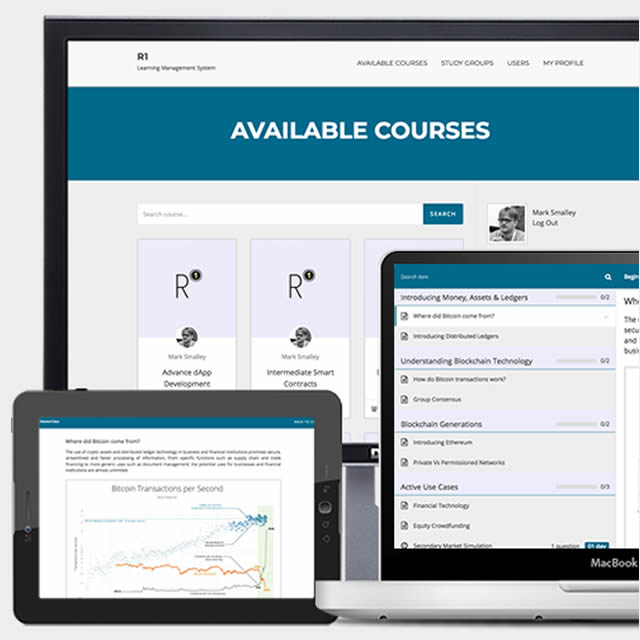 R1
Learning Management System
AVAILABLE COURSES
STUDY GROUPS
USERS
MY PROFILE
AVAILABLE COURSES
Search course...
SEARCH
Mark Smalley
Log Out
R1
Mark Smalley
Advance dApp
Development
R1
Mark Smalley
Intermediate Smart
Contracts
Search item
Introducing Money, Assets & Ledgers 0/2
Where did Bitcoin come from?
Introducing Distributed Ledgers
Understanding Blockchain Technology 0/2
How do Bitcoin transactions work?
Group Consensus
Blockchain Generations 0/2
Introducing Ethereum
Private Vs Permissioned Networks
Active Use Cases 0/3
Financial Technology
Equity Crowdfunding
Secondary Market Simulation 1 question 01 day
MacBook
Where did Bitcoin come from?
The use of crypto assets and distributed ledger technology in business and financial institutions promises secure,
streamlined and faster processing of information. From specific functions such as supply chain and trade
financing to more generic uses such as document management, the potential uses for businesses and financial
institutions are almost unlimited.
Bitcoin Transactions per Second